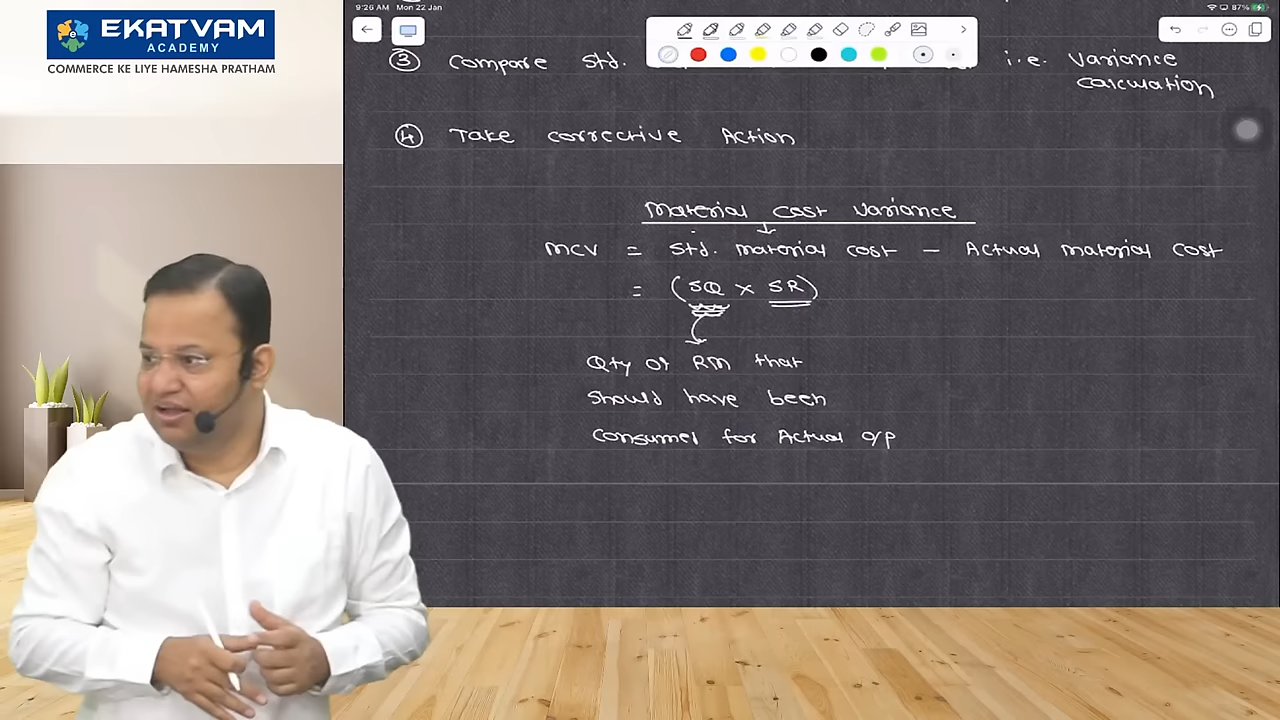 EKATVAM
ACADEMY
COMMERCE KE LIYE HAMESHA PRATHAM
9:26 AM Mon 22 Jan
87%
3 Compare Std. i.e. Variance
calculation
4 Take corrective Action
Material Cost Variance
MCV = Std. material cost – Actual material cost
= (SQ × SR)
Qty of RM that
should have been
consumed for Actual o/p